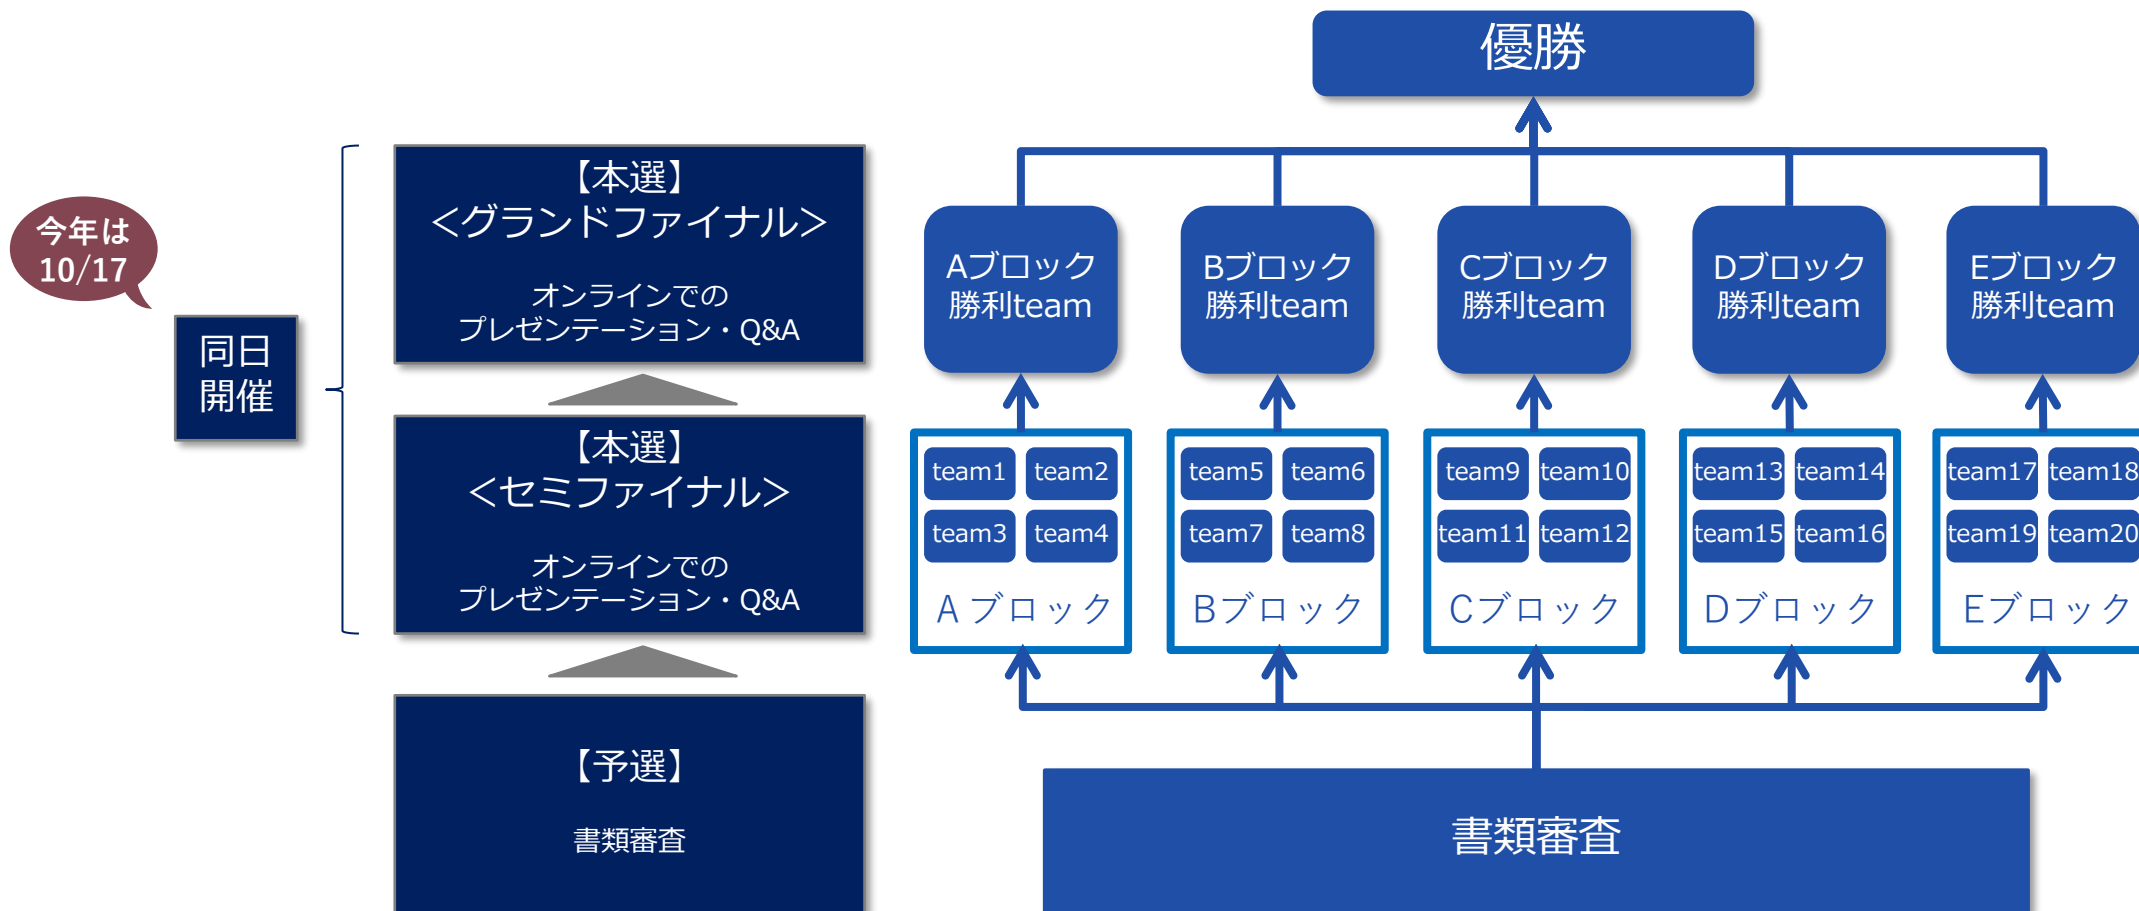 優勝
今年は
10/17
同日
開催
【本選】
＜グランドファイナル＞
オンラインでの
プレゼンテーション・Q&A
Aブロック
勝利team
Bブロック
勝利team
Cブロック
勝利team
Dブロック
勝利team
Eブロック
勝利team
【本選】
＜セミファイナル＞
オンラインでの
プレゼンテーション・Q&A
team1 team2
team3 team4
A ブロック
team5 team6
team7 team8
Bブロック
team9 team10
team11 team12
Cブロック
team13 team14
team15 team16
Dブロック
team17 team18
team19 team20
Eブロック
【予選】
書類審査
書類審査